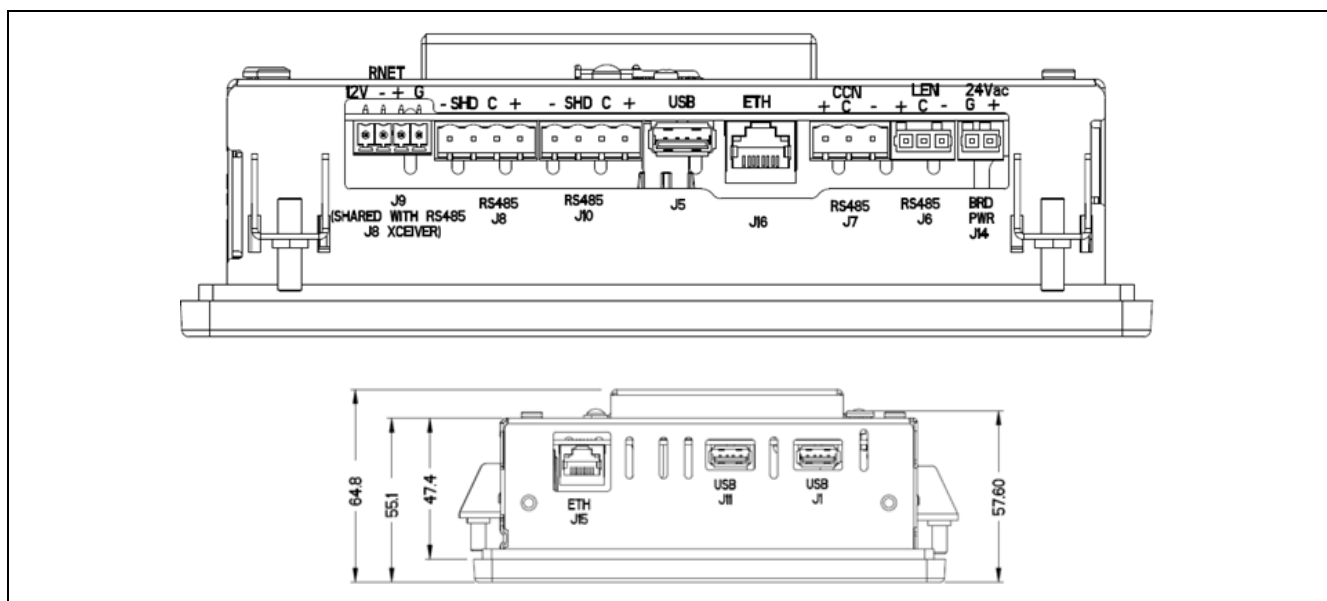 RNET
12V - + G
- SHD C +
- SHD C +
USB
ETH
CCN
+ C -
LEN
+ C -
24Vac
G +
J9
(SHARED WITH RS485
J8 XCEIVER)
RS485
J8
RS485
J10
J5
J16
RS485
J7
RS485
J6
BRD
PWR
J14
64.8
55.1
47.4
ETH
J15
USB
J11
USB
J1
57.60